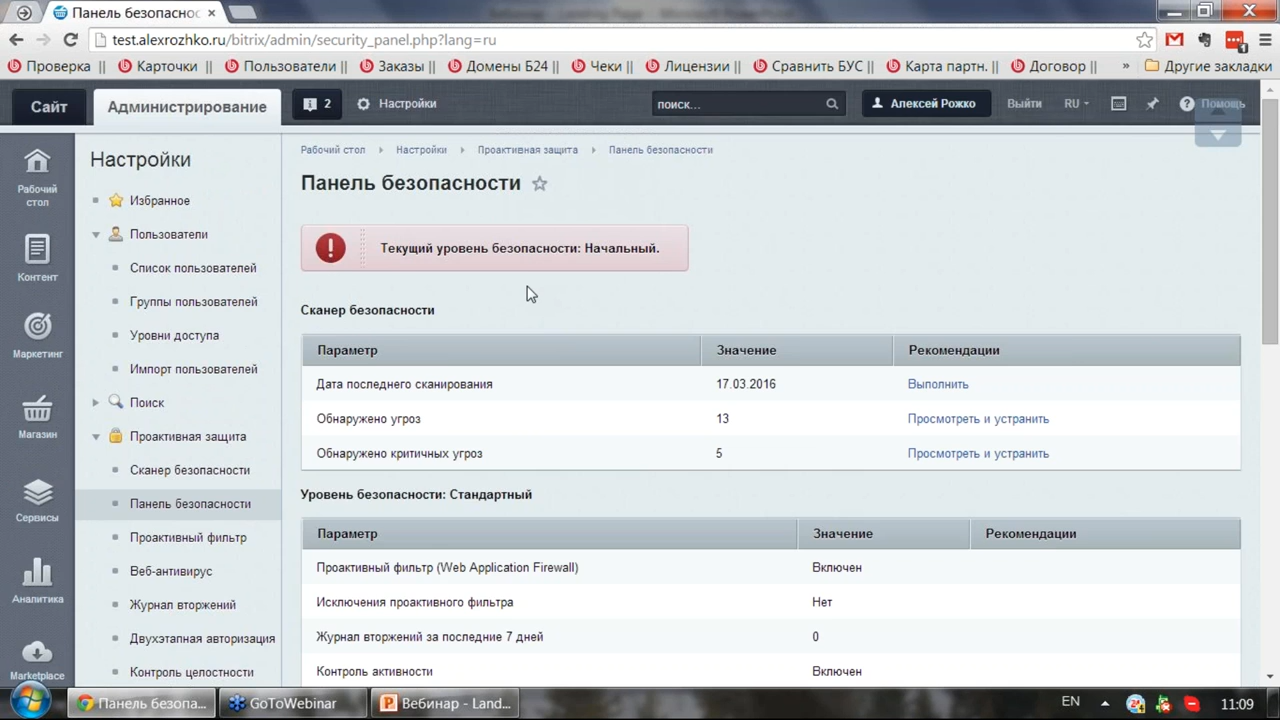 Панель безопасно
test.alexrozhko.ru/bitrix/admin/security_panel.php?lang=ru
Проверка || Карточки || Пользователи || Заказы || Домены Б24 || Чеки || Лицензии || Сравнить БУС || Карта партн. || Договор || » Другие закладки
Сайт Администрирование 2 Настройки поиск... Алексей Рожко Выйти RU ? Помощь
Рабочий стол
Контент
Маркетинг
Магазин
Сервисы
Аналитика
Marketplace
Настройки
Избранное
Пользователи
Список пользователей
Группы пользователей
Уровни доступа
Импорт пользователей
Поиск
Проактивная защита
Сканер безопасности
Панель безопасности
Проактивный фильтр
Веб-антивирус
Журнал вторжений
Двухэтапная авторизация
Контроль целостности
Рабочий стол Настройки Проактивная защита Панель безопасности
Панель безопасности
Текущий уровень безопасности: Начальный.
Сканер безопасности
Параметр Значение Рекомендации
Дата последнего сканирования 17.03.2016 Выполнить
Обнаружено угроз 13 Просмотреть и устранить
Обнаружено критичных угроз 5 Просмотреть и устранить
Уровень безопасности: Стандартный
Параметр Значение Рекомендации
Проактивный фильтр (Web Application Firewall) Включен
Исключения проактивного фильтра Нет
Журнал вторжений за последние 7 дней 0
Контроль активности Включен
Панель безопа... GoToWebinar Вебинар - Land... EN 11:09